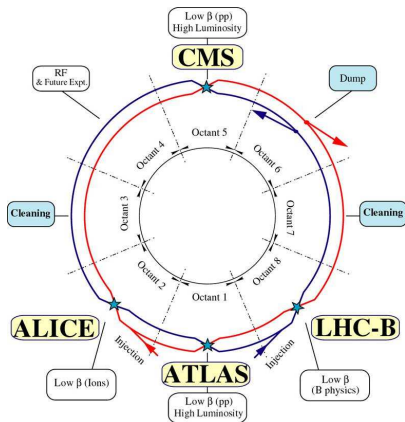 Low β (pp)
High Luminosity
CMS
RF
& Future Expt.
Dump
Octant 5
Octant 4
Octant 6
Cleaning
Octant 3
Octant 7
Cleaning
Octant 2
Octant 8
Octant 1
ALICE
LHC-B
Injection
ATLAS
Injection
Low β (Ions)
Low β (pp)
High Luminosity
Low β
(B physics)